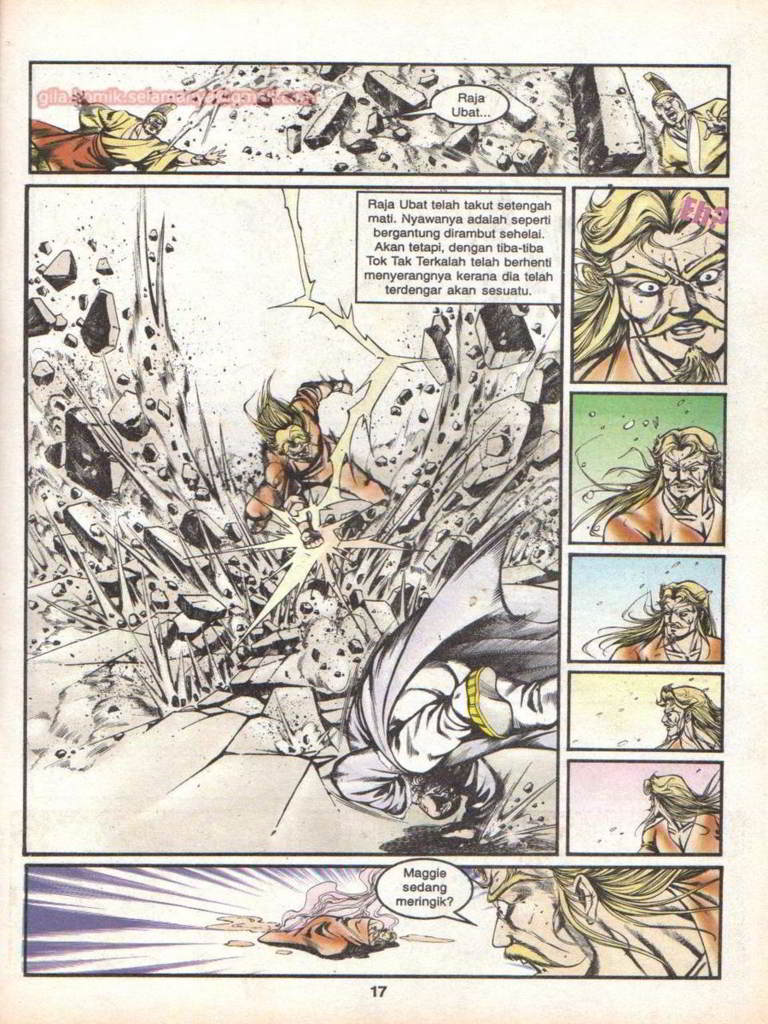 gila.komik.selamanya@gmail.com
Raja
Ubat...
Raja Ubat telah takut setengah
mati. Nyawanya adalah seperti
bergantung dirambut sehelai.
Akan tetapi, dengan tiba-tiba
Tok Tak Terkalah telah berhenti
menyerangnya kerana dia telah
terdengar akan sesuatu.
Eh?
Maggie
sedang
meringik?
17